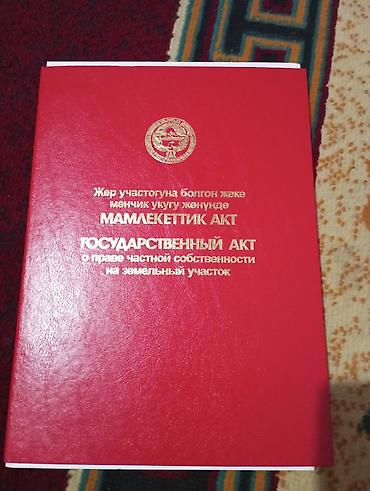 Жер участогуна болгон жеке
менчик укугу жөнүндө
МАМЛЕКЕТТИК АКТ
ГОСУДАРСТВЕННЫЙ АКТ
о праве частной собственности
на земельный участок